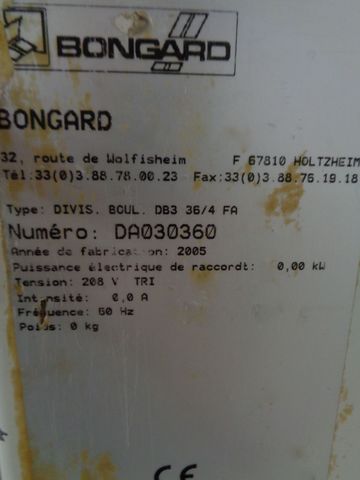 BONGARD
BONGARD
32, route de Wolfisheim F 67810 HOLTZHEIM
Tél:33(0)3.88.78.00.23 Fax:33(0)3.88.76.19.18
Type: DIVIS. BOUL. DB3 36/4 FA
Numéro: DA030360
Année de fabrication: 2005
Puissance électrique de raccordt: 0,00 kW
Tension: 208 V TRI
Intensité: 0,0 A
Fréquence: 60 Hz
Poids: 0 kg
CE